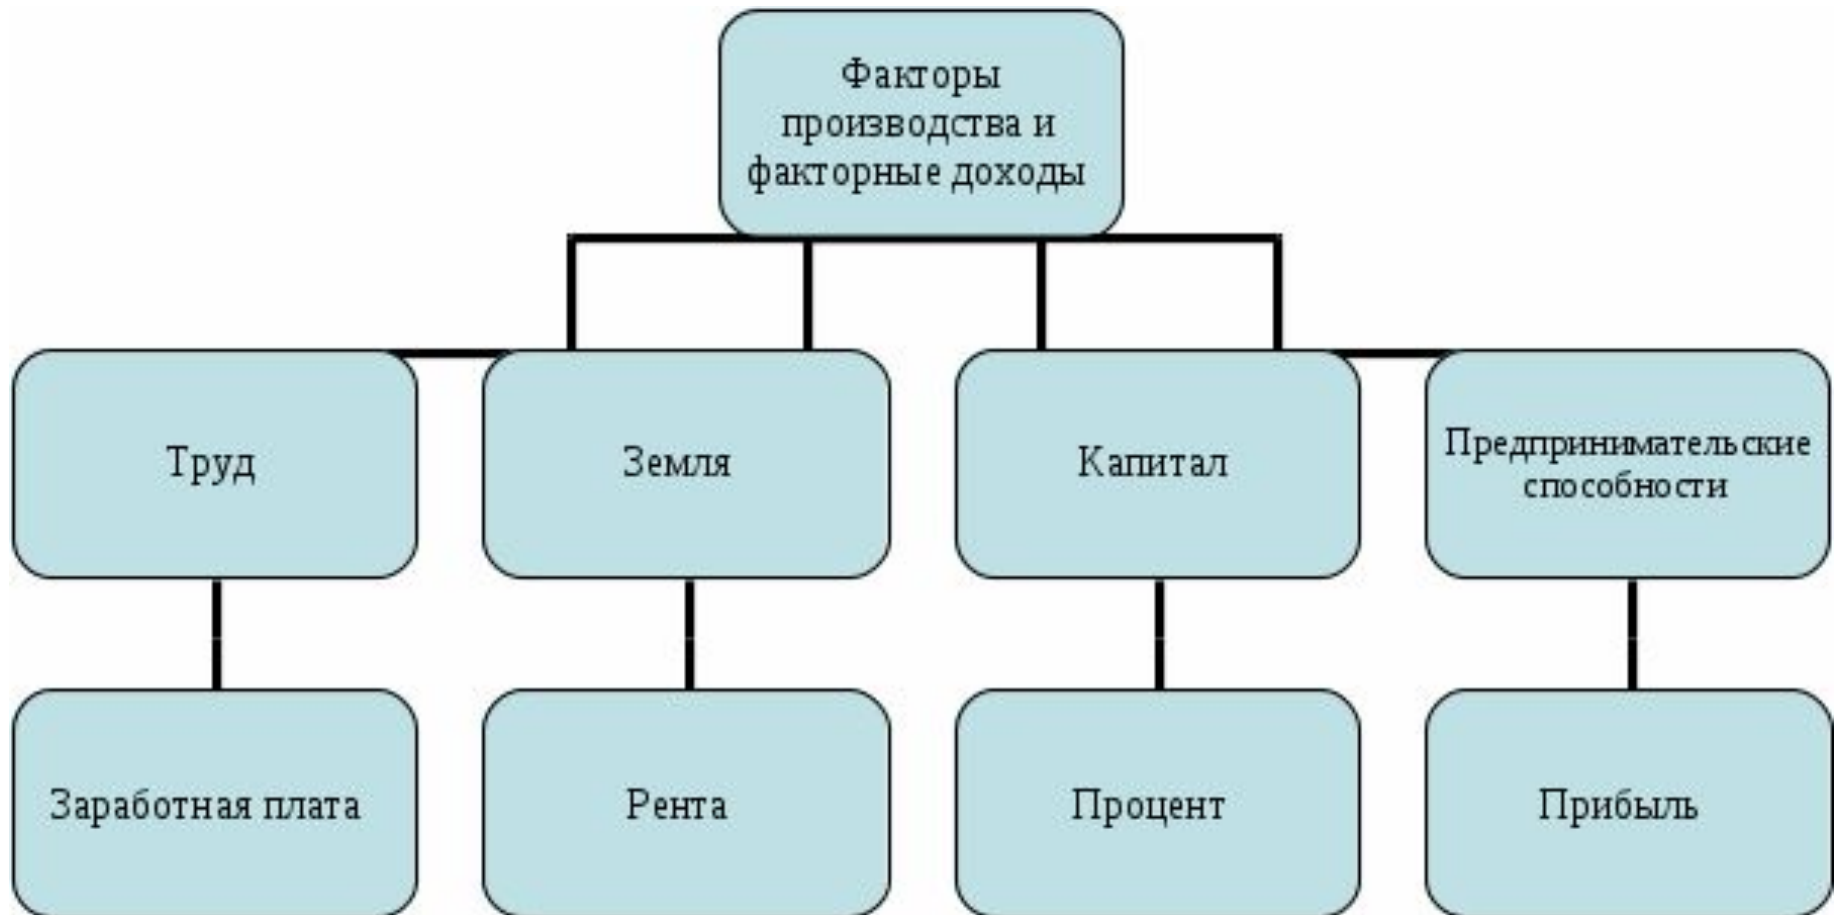 Факторы
производства и
факторные доходы
Труд
Земля
Капитал
Предпринимательские
способности
Заработная плата
Рента
Процент
Прибыль